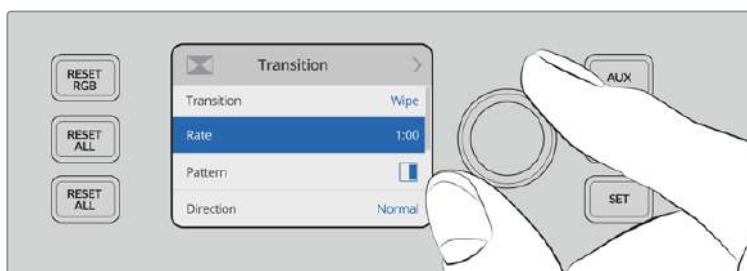 RESET
RGB
RESET
ALL
RESET
ALL
Transition
Transition Wipe
Rate 1:00
Pattern
Direction Normal
AUX
SET